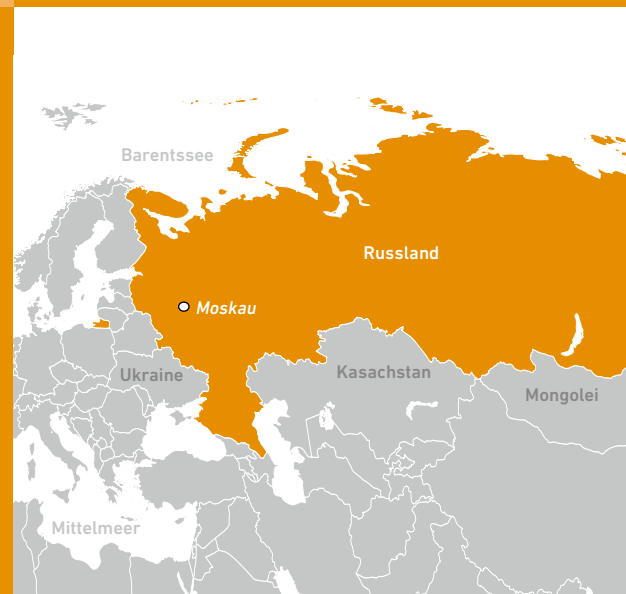 Barentssee
Russland
Moskau
Ukraine
Kasachstan
Mongolei
Mittelmeer